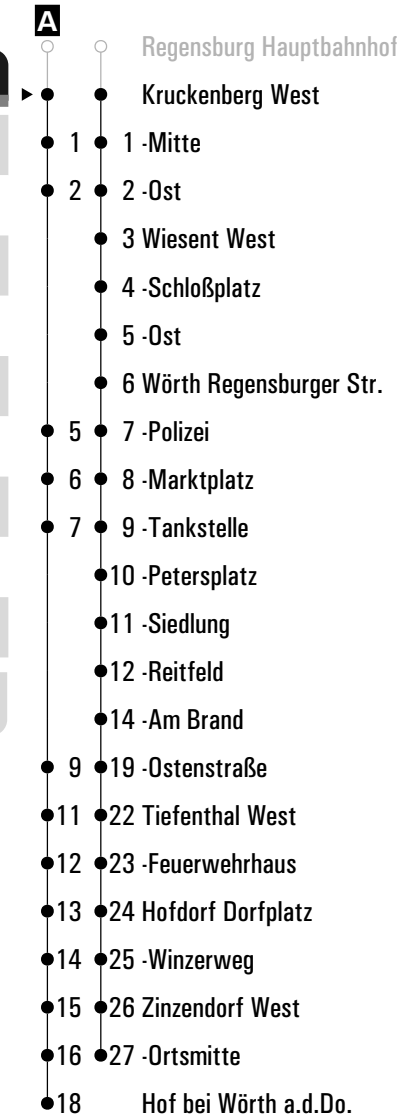 A
Regensburg Hauptbahnhof
Kruckenberg West
1 1 -Mitte
2 2 -Ost
3 Wiesent West
4 -Schloßplatz
5 -Ost
6 Wörth Regensburger Str.
5 7 -Polizei
6 8 -Marktplatz
7 9 -Tankstelle
10 -Petersplatz
11 -Siedlung
12 -Reitfeld
14 -Am Brand
9 19 -Ostenstraße
11 22 Tiefenthal West
12 23 -Feuerwehrhaus
13 24 Hofdorf Dorfplatz
14 25 -Winzerweg
15 26 Zinzendorf West
16 27 -Ortsmitte
18 Hof bei Wörth a.d.Do.